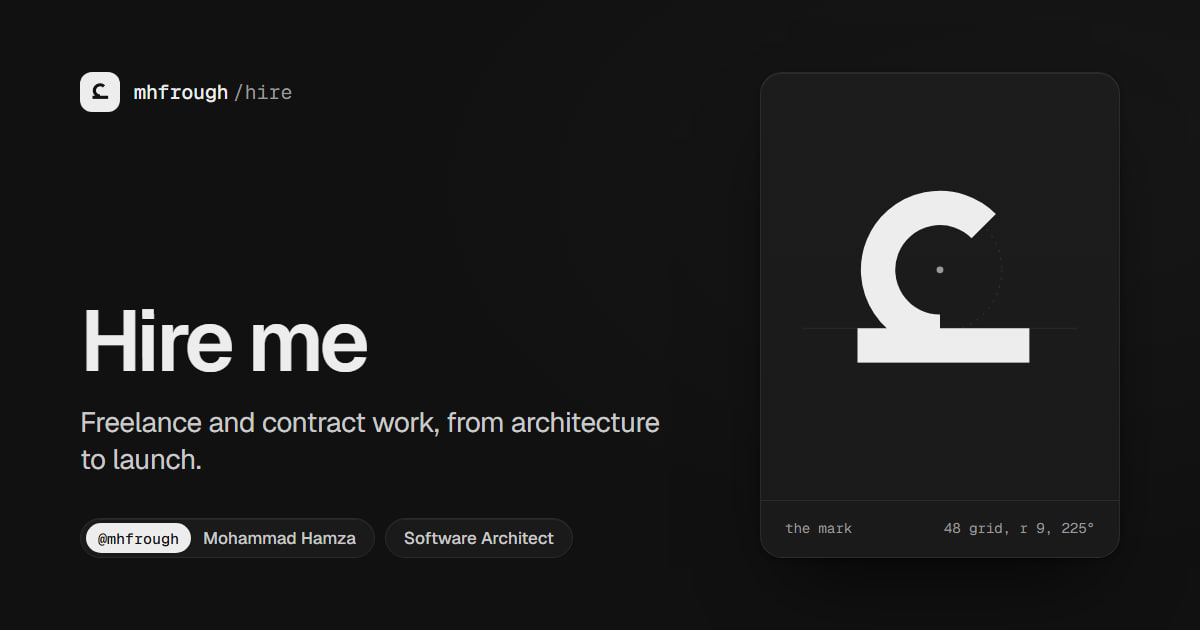 mhfrough /hire
Hire me
Freelance and contract work, from architecture
to launch.
@mhfrough Mohammad Hamza
Software Architect
the mark
48 grid, r 9, 225°